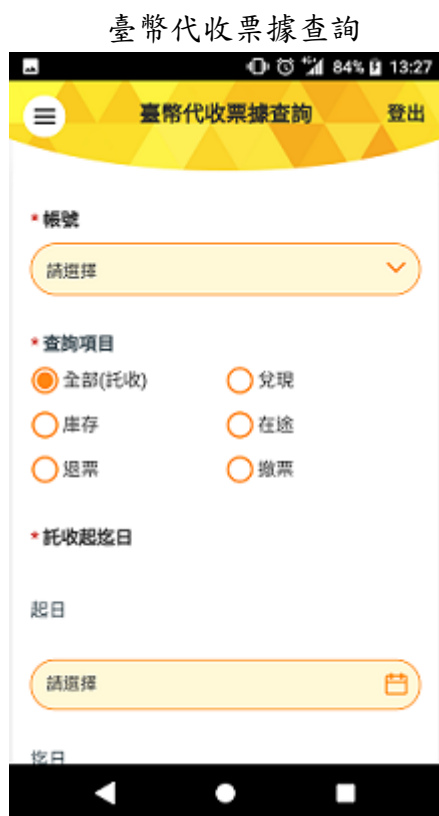 臺幣代收票據查詢
84% 13:27
臺幣代收票據查詢 登出
* 帳號
請選擇
* 查詢項目
全部(託收) 兌現
庫存 在途
退票 撤票
* 託收起迄日
起日
請選擇
迄日